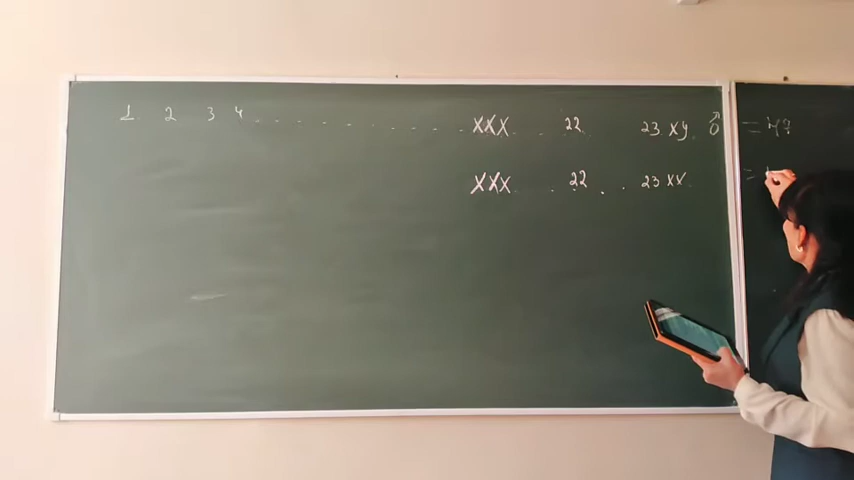 1 2 3 4 . . . . . . . . . XXX . . 22 . . 23 xy ♂ = 47
XXX . . 22 . . 23 XX =